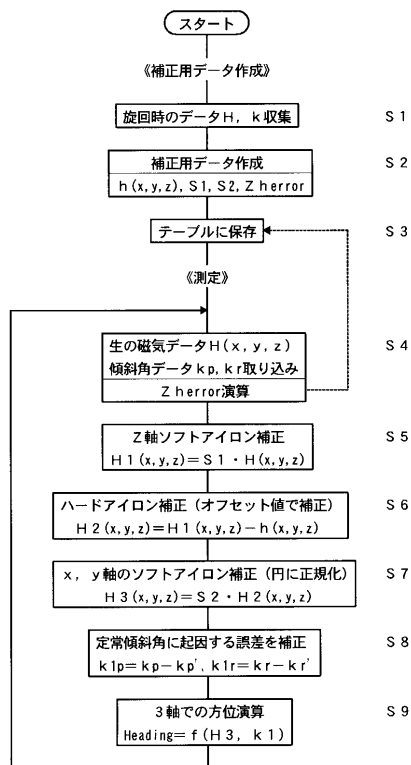 スタート
《補正用データ作成》
旋回時のデータH, k収集
S1
補正用データ作成
S2
h(x,y,z), S1, S2, Z herror
テーブルに保存
S3
《測定》
生の磁気データH(x, y, z)
S4
傾斜角データkp, kr取り込み
Z herror演算
Z軸ソフトアイロン補正
S5
H1(x,y,z)=S1・H(x,y,z)
ハードアイロン補正(オフセット値で補正)
S6
H2(x,y,z)=H1(x,y,z)-h(x,y,z)
x, y軸のソフトアイロン補正(円に正規化)
S7
H3(x,y,z)=S2・H2(x,y,z)
定常傾斜角に起因する誤差を補正
S8
k1p=kp-kp'、k1r=kr-kr'
3軸での方位演算
S9
Heading=f(H3, k1)